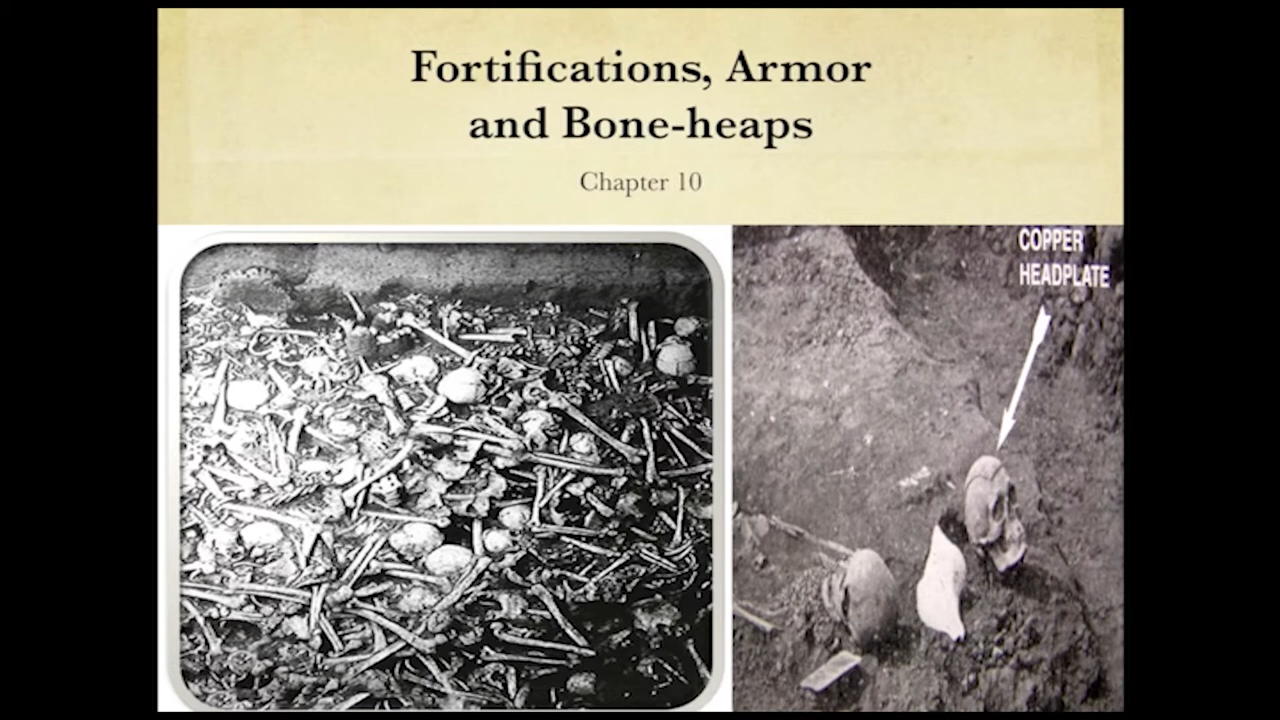 Fortifications, Armor
and Bone-heaps
Chapter 10
COPPER
HEADPLATE